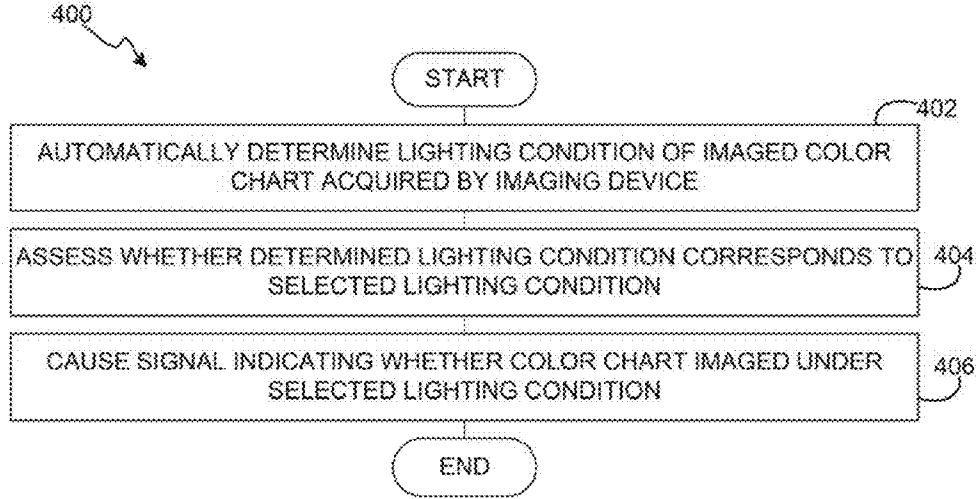 400
START
402
AUTOMATICALLY DETERMINE LIGHTING CONDITION OF IMAGED COLOR
CHART ACQUIRED BY IMAGING DEVICE
ASSESS WHETHER DETERMINED LIGHTING CONDITION CORRESPONDS TO
SELECTED LIGHTING CONDITION
404
CAUSE SIGNAL INDICATING WHETHER COLOR CHART IMAGED UNDER
SELECTED LIGHTING CONDITION
406
END